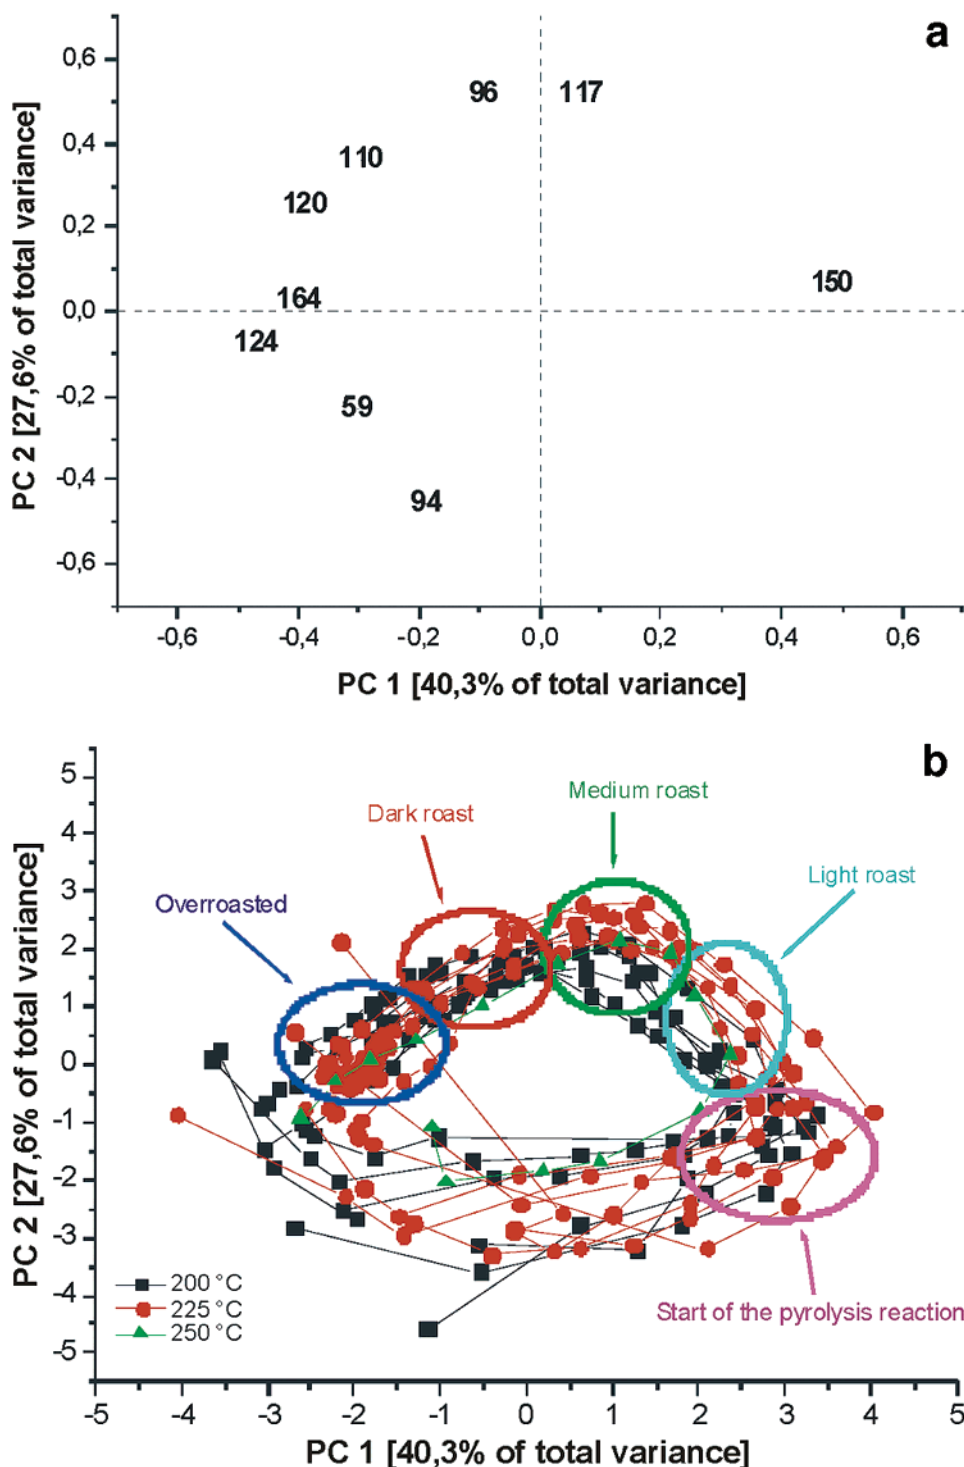 a
0,6
96
117
0,4
110
120
0,2
150
164
0,0
124
-0,2
59
-0,4
94
-0,6
PC 2 [27,6% of total variance]
-0,6 -0,4 -0,2 0,0 0,2 0,4 0,6
PC 1 [40,3% of total variance]
b
5
Medium roast
Dark roast
4
3
Light roast
Overroasted
2
1
0
-1
-2
-3
200 °C
Start of the pyrolysis reaction
225 °C
-4
250 °C
-5
PC 2 [27,6% of total variance]
-5 -4 -3 -2 -1 0 1 2 3 4 5
PC 1 [40,3% of total variance]